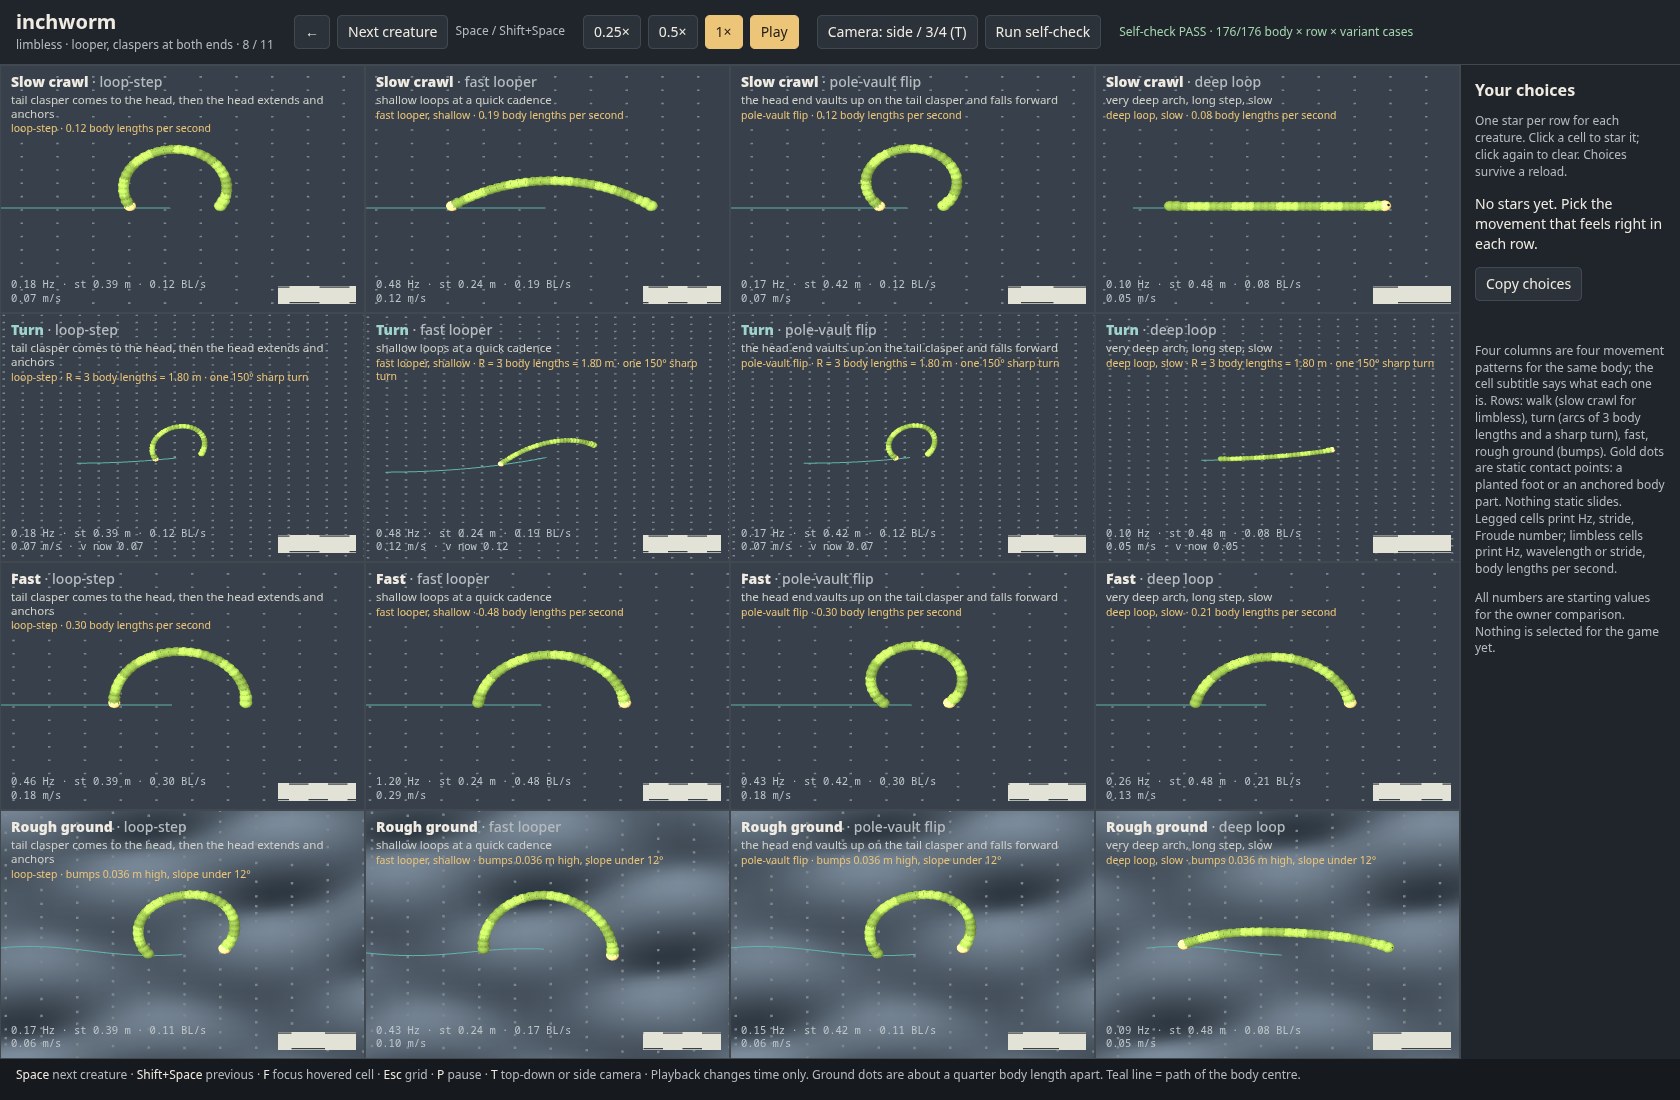 inchworm
limbless · looper, claspers at both ends · 8 / 11
←
Next creature
Space / Shift+Space
0.25×
0.5×
1×
Play
Camera: side / 3/4 (T)
Run self-check
Self-check PASS · 176/176 body × row × variant cases
Slow crawl · loop-step
tail clasper comes to the head, then the head extends and
anchors
loop-step · 0.12 body lengths per second
0.18 Hz · st 0.39 m · 0.12 BL/s
0.07 m/s
Slow crawl · fast looper
shallow loops at a quick cadence
fast looper, shallow · 0.19 body lengths per second
0.48 Hz · st 0.24 m · 0.19 BL/s
0.12 m/s
Slow crawl · pole-vault flip
the head end vaults up on the tail clasper and falls forward
pole-vault flip · 0.12 body lengths per second
0.17 Hz · st 0.42 m · 0.12 BL/s
0.07 m/s
Slow crawl · deep loop
very deep arch, long step, slow
deep loop, slow · 0.08 body lengths per second
0.10 Hz · st 0.48 m · 0.08 BL/s
0.05 m/s
Turn · loop-step
tail clasper comes to the head, then the head extends and
anchors
loop-step · R = 3 body lengths = 1.80 m · one 150° sharp turn
0.18 Hz · st 0.39 m · 0.12 BL/s
0.07 m/s · v now 0.07
Turn · fast looper
shallow loops at a quick cadence
fast looper, shallow · R = 3 body lengths = 1.80 m · one 150° sharp
turn
0.48 Hz · st 0.24 m · 0.19 BL/s
0.12 m/s · v now 0.12
Turn · pole-vault flip
the head end vaults up on the tail clasper and falls forward
pole-vault flip · R = 3 body lengths = 1.80 m · one 150° sharp turn
0.17 Hz · st 0.42 m · 0.12 BL/s
0.07 m/s · v now 0.07
Turn · deep loop
very deep arch, long step, slow
deep loop, slow · R = 3 body lengths = 1.80 m · one 150° sharp turn
0.10 Hz · st 0.48 m · 0.08 BL/s
0.05 m/s · v now 0.05
Fast · loop-step
tail clasper comes to the head, then the head extends and
anchors
loop-step · 0.30 body lengths per second
0.46 Hz · st 0.39 m · 0.30 BL/s
0.18 m/s
Fast · fast looper
shallow loops at a quick cadence
fast looper, shallow · 0.48 body lengths per second
1.20 Hz · st 0.24 m · 0.48 BL/s
0.29 m/s
Fast · pole-vault flip
the head end vaults up on the tail clasper and falls forward
pole-vault flip · 0.30 body lengths per second
0.43 Hz · st 0.42 m · 0.30 BL/s
0.18 m/s
Fast · deep loop
very deep arch, long step, slow
deep loop, slow · 0.21 body lengths per second
0.26 Hz · st 0.48 m · 0.21 BL/s
0.13 m/s
Rough ground · loop-step
tail clasper comes to the head, then the head extends and
anchors
loop-step · bumps 0.036 m high, slope under 12°
0.17 Hz · st 0.39 m · 0.11 BL/s
0.06 m/s
Rough ground · fast looper
shallow loops at a quick cadence
fast looper, shallow · bumps 0.036 m high, slope under 12°
0.43 Hz · st 0.24 m · 0.17 BL/s
0.10 m/s
Rough ground · pole-vault flip
the head end vaults up on the tail clasper and falls forward
pole-vault flip · bumps 0.036 m high, slope under 12°
0.15 Hz · st 0.42 m · 0.11 BL/s
0.06 m/s
Rough ground · deep loop
very deep arch, long step, slow
deep loop, slow · bumps 0.036 m high, slope under 12°
0.09 Hz · st 0.48 m · 0.08 BL/s
0.05 m/s
Your choices
One star per row for each
creature. Click a cell to star it;
click again to clear. Choices
survive a reload.
No stars yet. Pick the
movement that feels right in
each row.
Copy choices
Four columns are four movement
patterns for the same body; the
cell subtitle says what each one
is. Rows: walk (slow crawl for
limbless), turn (arcs of 3 body
lengths and a sharp turn), fast,
rough ground (bumps). Gold dots
are static contact points: a
planted foot or an anchored body
part. Nothing static slides.
Legged cells print Hz, stride,
Froude number; limbless cells
print Hz, wavelength or stride,
body lengths per second.
All numbers are starting values
for the owner comparison.
Nothing is selected for the game
yet.
Space next creature · Shift+Space previous · F focus hovered cell · Esc grid · P pause · T top-down or side camera · Playback changes time only. Ground dots are about a quarter body length apart. Teal line = path of the body centre.